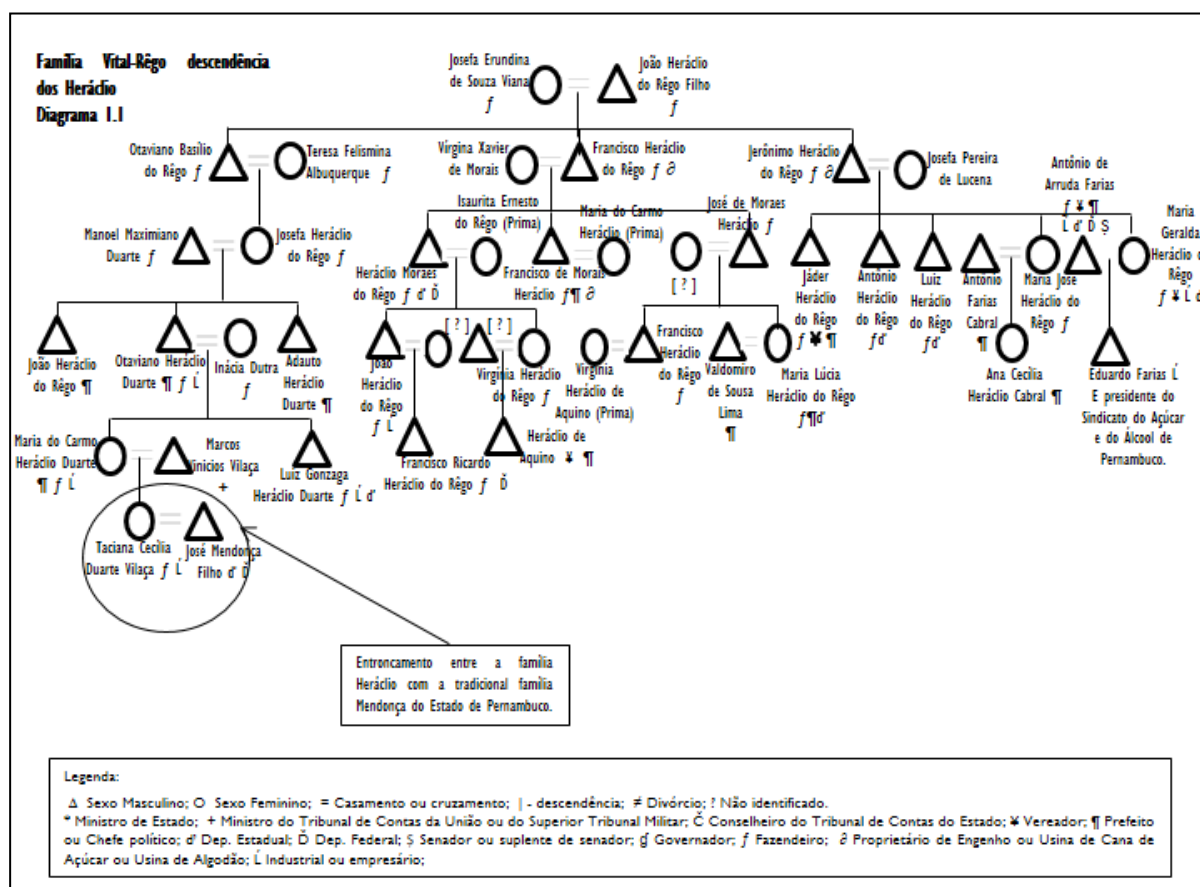 Família Vital-Rêgo descendência
dos Heráclio
Diagrama 1.1
Josefa Erundina
de Souza Viana
ƒ
João Heráclio
do Rêgo Filho
ƒ
Otaviano Basílio
do Rêgo ƒ
Teresa Felismina
Albuquerque ƒ
Virgina Xavier
de Morais
Francisco Heráclio
do Rêgo ƒ ∂
Jerônimo Heráclio
do Rêgo ƒ ∂
Josefa Pereira
de Lucena
Antônio de
Arruda Farias
ƒ ¥ ¶
Ĺ ď Ď Ş
Maria
Geralda
Heráclio d
Rêgo
ƒ ¥ Ĺ d
Manoel Maximiano
Duarte ƒ
Josefa Heráclio
do Rêgo ƒ
Isaurita Ernesto
do Rêgo (Prima)
Heráclio Moraes
do Rêgo ƒ ď Ď
Maria do Carmo
Heráclio (Prima)
Francisco de Morais
Heráclio ƒ¶ ∂
José de Moraes
Heráclio ƒ
[ ? ]
Jáder
Heráclio
do Rêgo
ƒ ¥ ¶
Antônio
Heráclio
do Rêgo
ƒď
Luiz
Heráclio
do Rêgo
ƒď
Antônio
Farias
Cabral
¶
Maria José
Heráclio do
Rêgo ƒ
João Heráclio
do Rêgo ¶
Otaviano Heráclio
Duarte ¶ ƒ Ĺ
Inácia Dutra
ƒ
Adauto
Heráclio
Duarte ¶
João
Heráclio
do Rêgo
ƒ Ĺ
[ ? ]
[ ? ]
Virgínia Heráclio
do Rêgo ƒ
Virgínia
Heráclio de
Aquino (Prima)
Francisco
Heráclio
do Rêgo
ƒ
Valdomiro
de Sousa
Lima
¶
Maria Lúcia
Heráclio do Rêgo
ƒ¶ď
Ana Cecília
Heráclio Cabral ¶
Eduardo Farias Ĺ
E presidente do
Sindicato do Açúcar
e do Álcool de
Pernambuco.
Maria do Carmo
Heráclio Duarte
¶ ƒ Ĺ
Marcos
Vinicios Vilaça
+
Luiz Gonzaga
Heráclio Duarte ƒ Ĺ ď
Francisco Ricardo
Heráclio do Rêgo ƒ Ď
Heráclio de
Aquino ¥ ¶
Taciana Cecília
Duarte Vilaça ƒ Ĺ
José Mendonça
Filho ď Ď
Entroncamento entre a família
Heráclio com a tradicional família
Mendonça do Estado de Pernambuco.
Legenda:
Δ Sexo Masculino; O Sexo Feminino; = Casamento ou cruzamento; | - descendência; ≠ Divórcio; ? Não identificado.
* Ministro de Estado; + Ministro do Tribunal de Contas da União ou do Superior Tribunal Militar; Č Conselheiro do Tribunal de Contas do Estado; ¥ Vereador; ¶ Prefeito
ou Chefe político; ď Dep. Estadual; Ď Dep. Federal; Ş Senador ou suplente de senador; ɠ Governador; ƒ Fazendeiro; ∂ Proprietário de Engenho ou Usina de Cana de
Açúcar ou Usina de Algodão; Ĺ Industrial ou empresário;